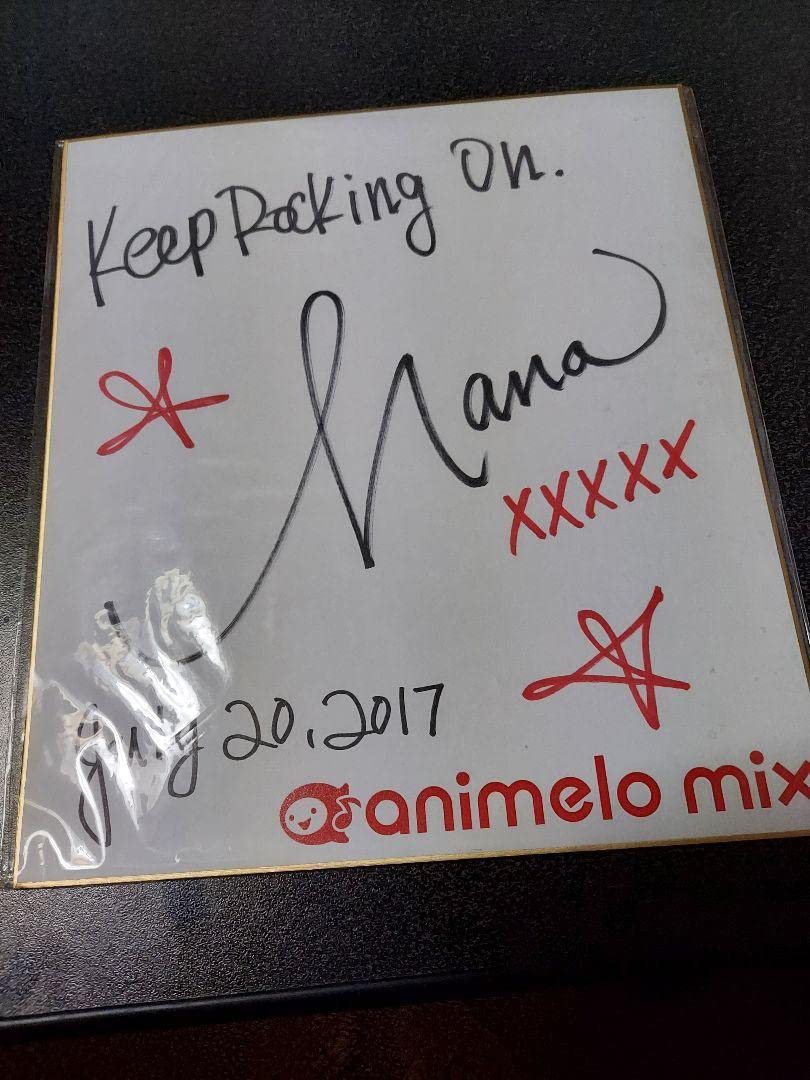 Keep Rocking On.
Nana
xxxxx
July 20, 2017
animelo mix